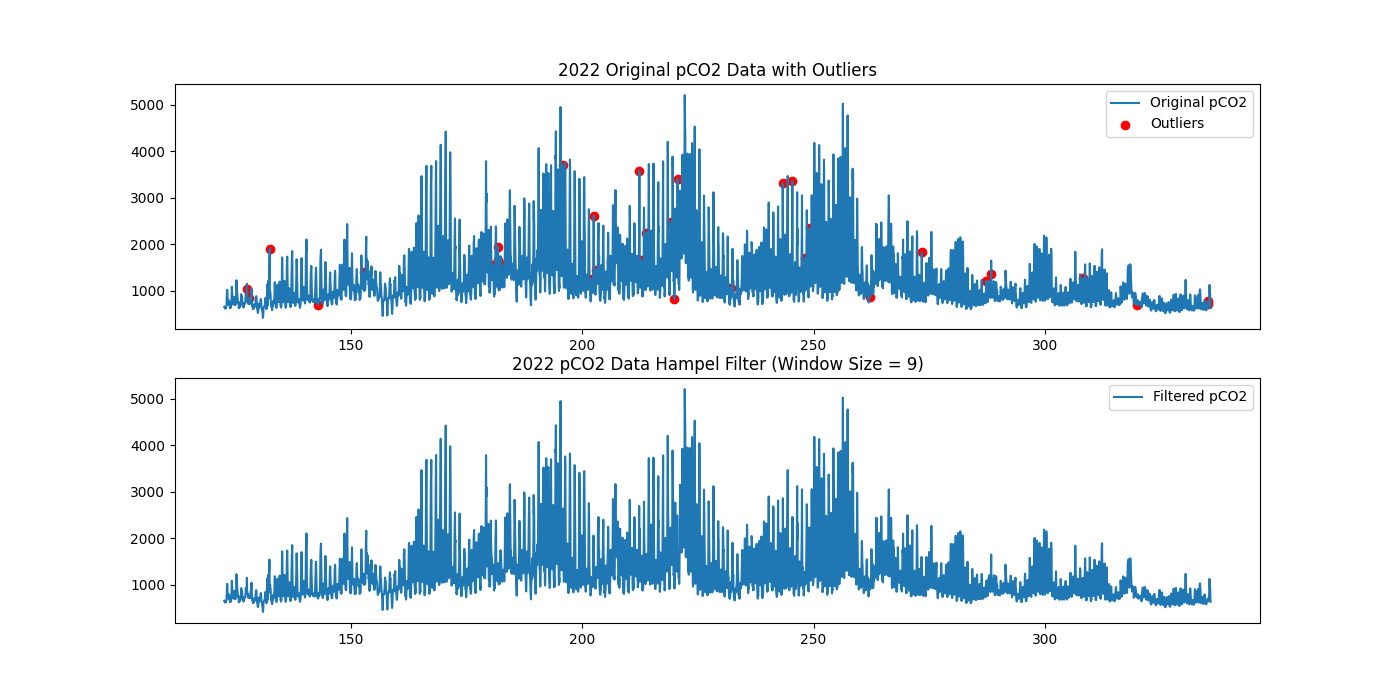 2022 Original pCO2 Data with Outliers
5000
4000
3000
2000
1000
Original pCO2
Outliers
150 200 250 300
2022 pCO2 Data Hampel Filter (Window Size = 9)
5000
4000
3000
2000
1000
Filtered pCO2
150 200 250 300